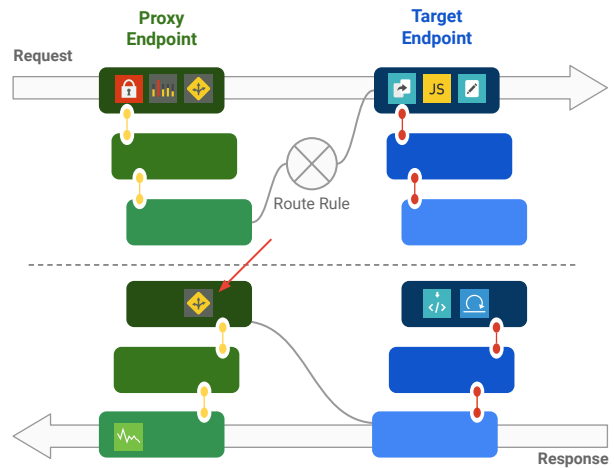 Proxy
Endpoint
Target
Endpoint
Request
JS
Route Rule
</>
Response